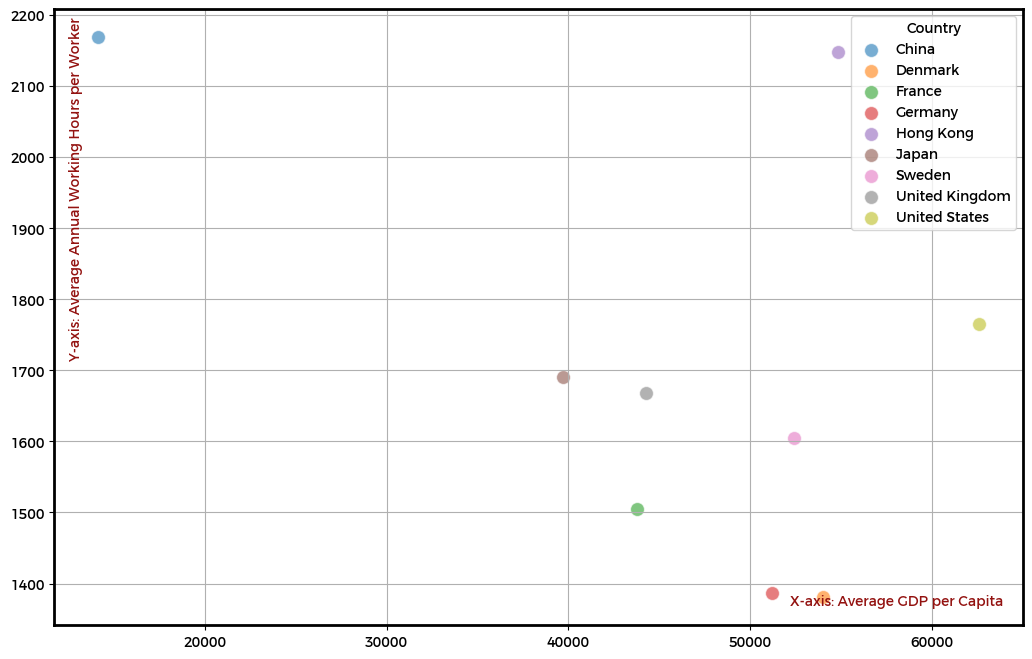 2200
2100
2000
1900
1800
1700
1600
1500
1400
Y-axis: Average Annual Working Hours per Worker
Country
China
Denmark
France
Germany
Hong Kong
Japan
Sweden
United Kingdom
United States
X-axis: Average GDP per Capita
20000
30000
40000
50000
60000